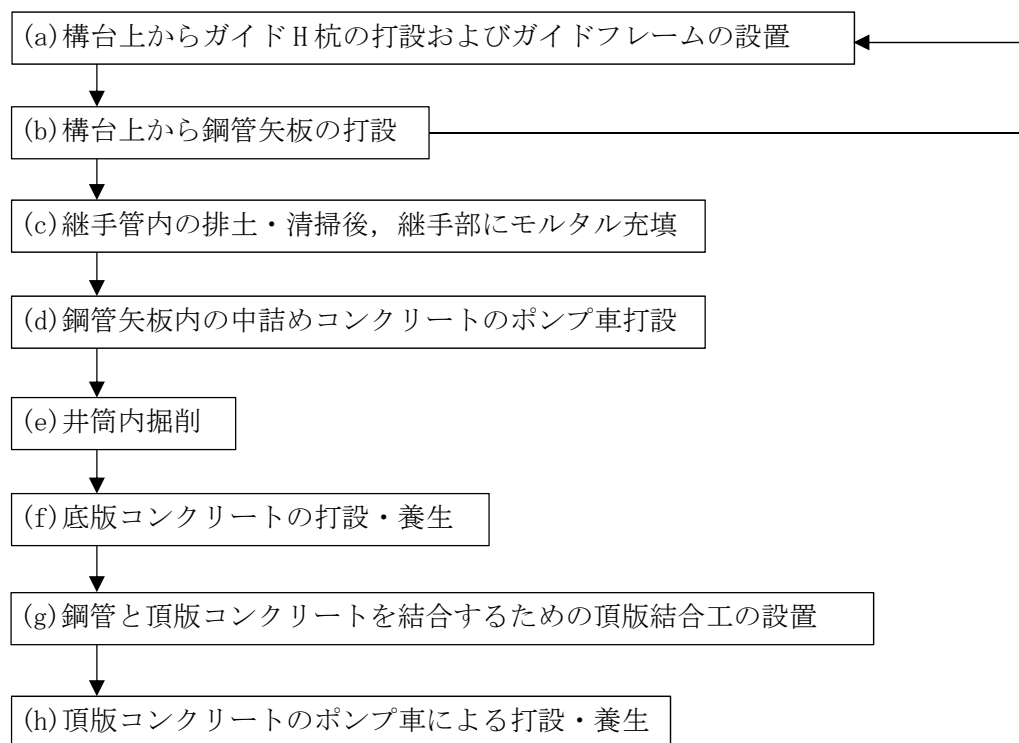 (a)構台上からガイドH杭の打設およびガイドフレームの設置
(b)構台上から鋼管矢板の打設
(c)継手管内の排土・清掃後，継手部にモルタル充填
(d)鋼管矢板内の中詰めコンクリートのポンプ車打設
(e)井筒内掘削
(f)底版コンクリートの打設・養生
(g)鋼管と頂版コンクリートを結合するための頂版結合工の設置
(h)頂版コンクリートのポンプ車による打設・養生